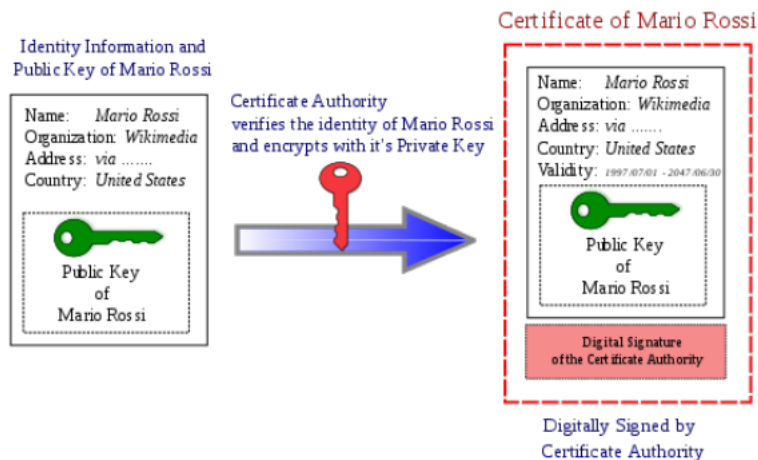 Identity Information and
Public Key of Mario Rossi
Name: Mario Rossi
Organization: Wikimedia
Address: via .......
Country: United States
Public Key
of
Mario Rossi
Certificate Authority
verifies the identity of Mario Rossi
and encrypts with it's Private Key
Certificate of Mario Rossi
Name: Mario Rossi
Organization: Wikimedia
Address: via .......
Country: United States
Validity: 1997/07/01 - 2047/06/30
Public Key
of
Mario Rossi
Digital Signature
of the Certificate Authority
Digitally Signed by
Certificate Authority